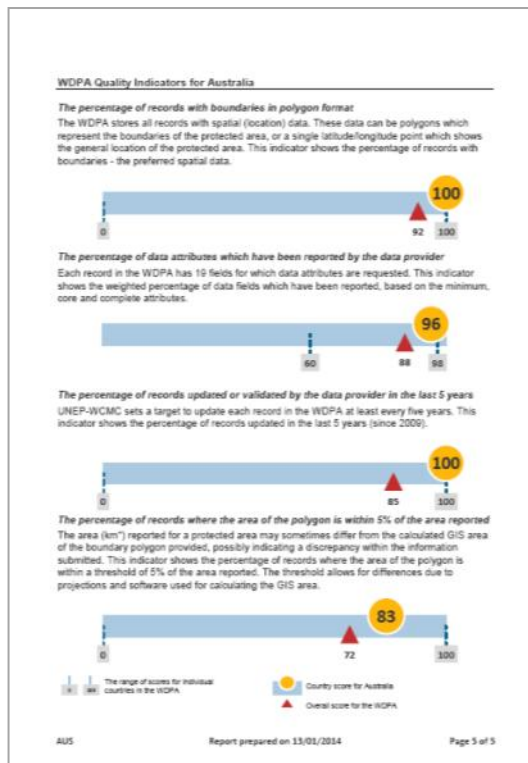 WDPA Quality Indicators for Australia
The percentage of records with boundaries in polygon format
The WDPA stores all records with spatial (location) data. These data can be polygons which
represent the boundaries of the protected area, or a single latitude/longitude point which shows
the general location of the protected area. This indicator shows the percentage of records with
boundaries - the preferred spatial data.
100
0 92 100
The percentage of data attributes which have been reported by the data provider
Each record in the WDPA has 19 fields for which data attributes are requested. This indicator
shows the weighted percentage of data fields which have been reported, based on the minimum,
core and complete attributes.
96
60 88 98
The percentage of records updated or validated by the data provider in the last 5 years
UNEP-WCMC sets a target to update each record in the WDPA at least every five years. This
indicator shows the percentage of records updated in the last 5 years (since 2009).
100
0 85 100
The percentage of records where the area of the polygon is within 5% of the area reported
The area (km²) reported for a protected area may sometimes differ from the calculated GIS area
of the boundary polygon provided, possibly indicating a discrepancy within the information
submitted. This indicator shows the percentage of records where the area of the polygon is
within a threshold of 5% of the area reported. The threshold allows for differences due to
projections and software used for calculating the GIS area.
83
0 72 100
The range of scores for individual
countries in the WDPA
Country score for Australia
Overall score for the WDPA
AUS Report prepared on 13/01/2014 Page 5 of 5